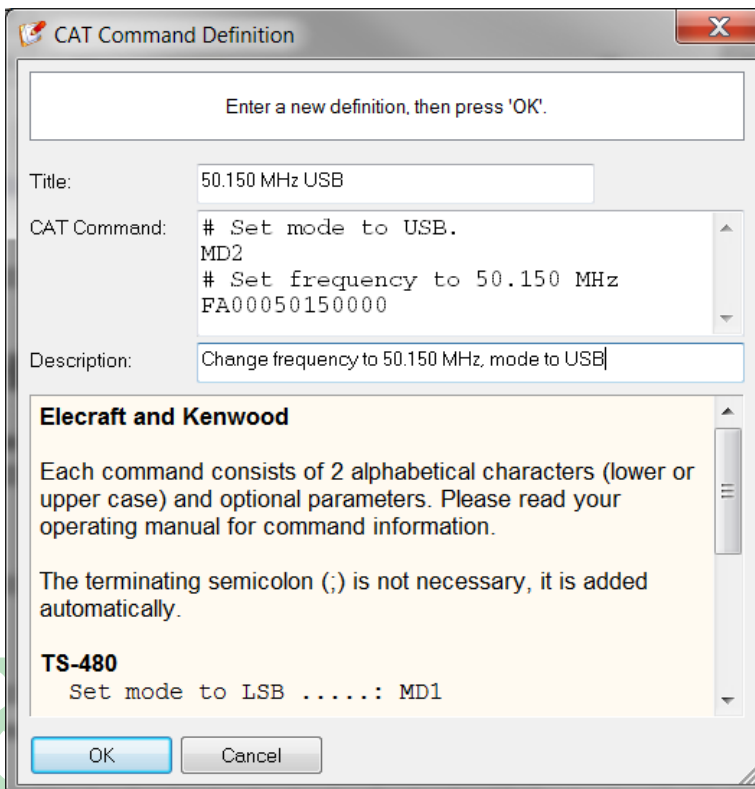 CAT Command Definition
Enter a new definition, then press 'OK'.
Title:
50.150 MHz USB
CAT Command:
# Set mode to USB.
MD2
# Set frequency to 50.150 MHz
FA00050150000
Description:
Change frequency to 50.150 MHz, mode to USB
Elecraft and Kenwood
Each command consists of 2 alphabetical characters (lower or
upper case) and optional parameters. Please read your
operating manual for command information.
The terminating semicolon (;) is not necessary, it is added
automatically.
TS-480
Set mode to LSB .....: MD1
OK
Cancel